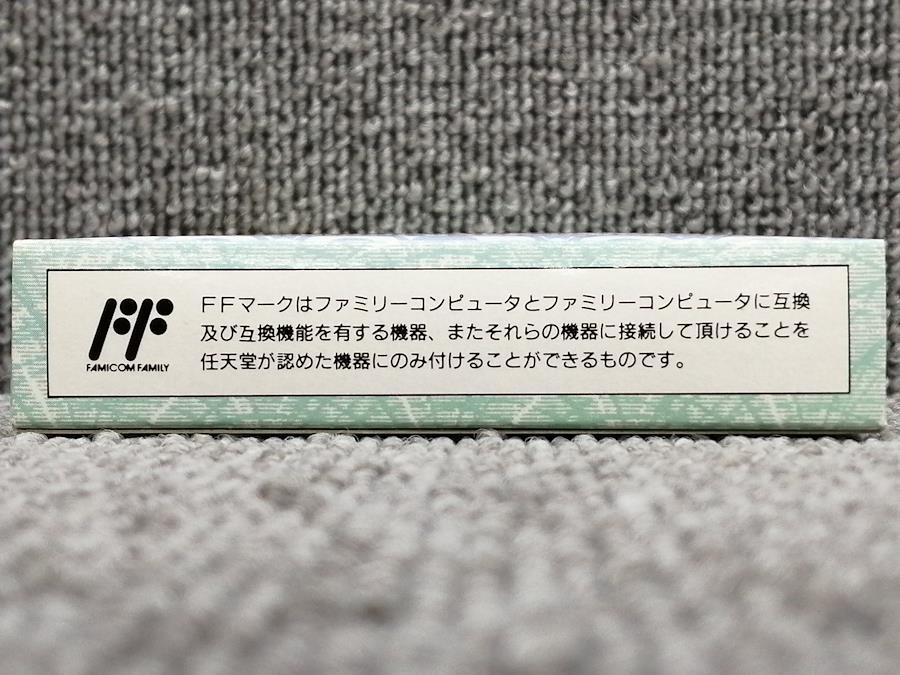 FF
FAMICOM FAMILY
FFマークはファミリーコンピュータとファミリーコンピュータに互換
及び互換機能を有する機器、またそれらの機器に接続して頂けることを
任天堂が認めた機器にのみ付けることができるものです。